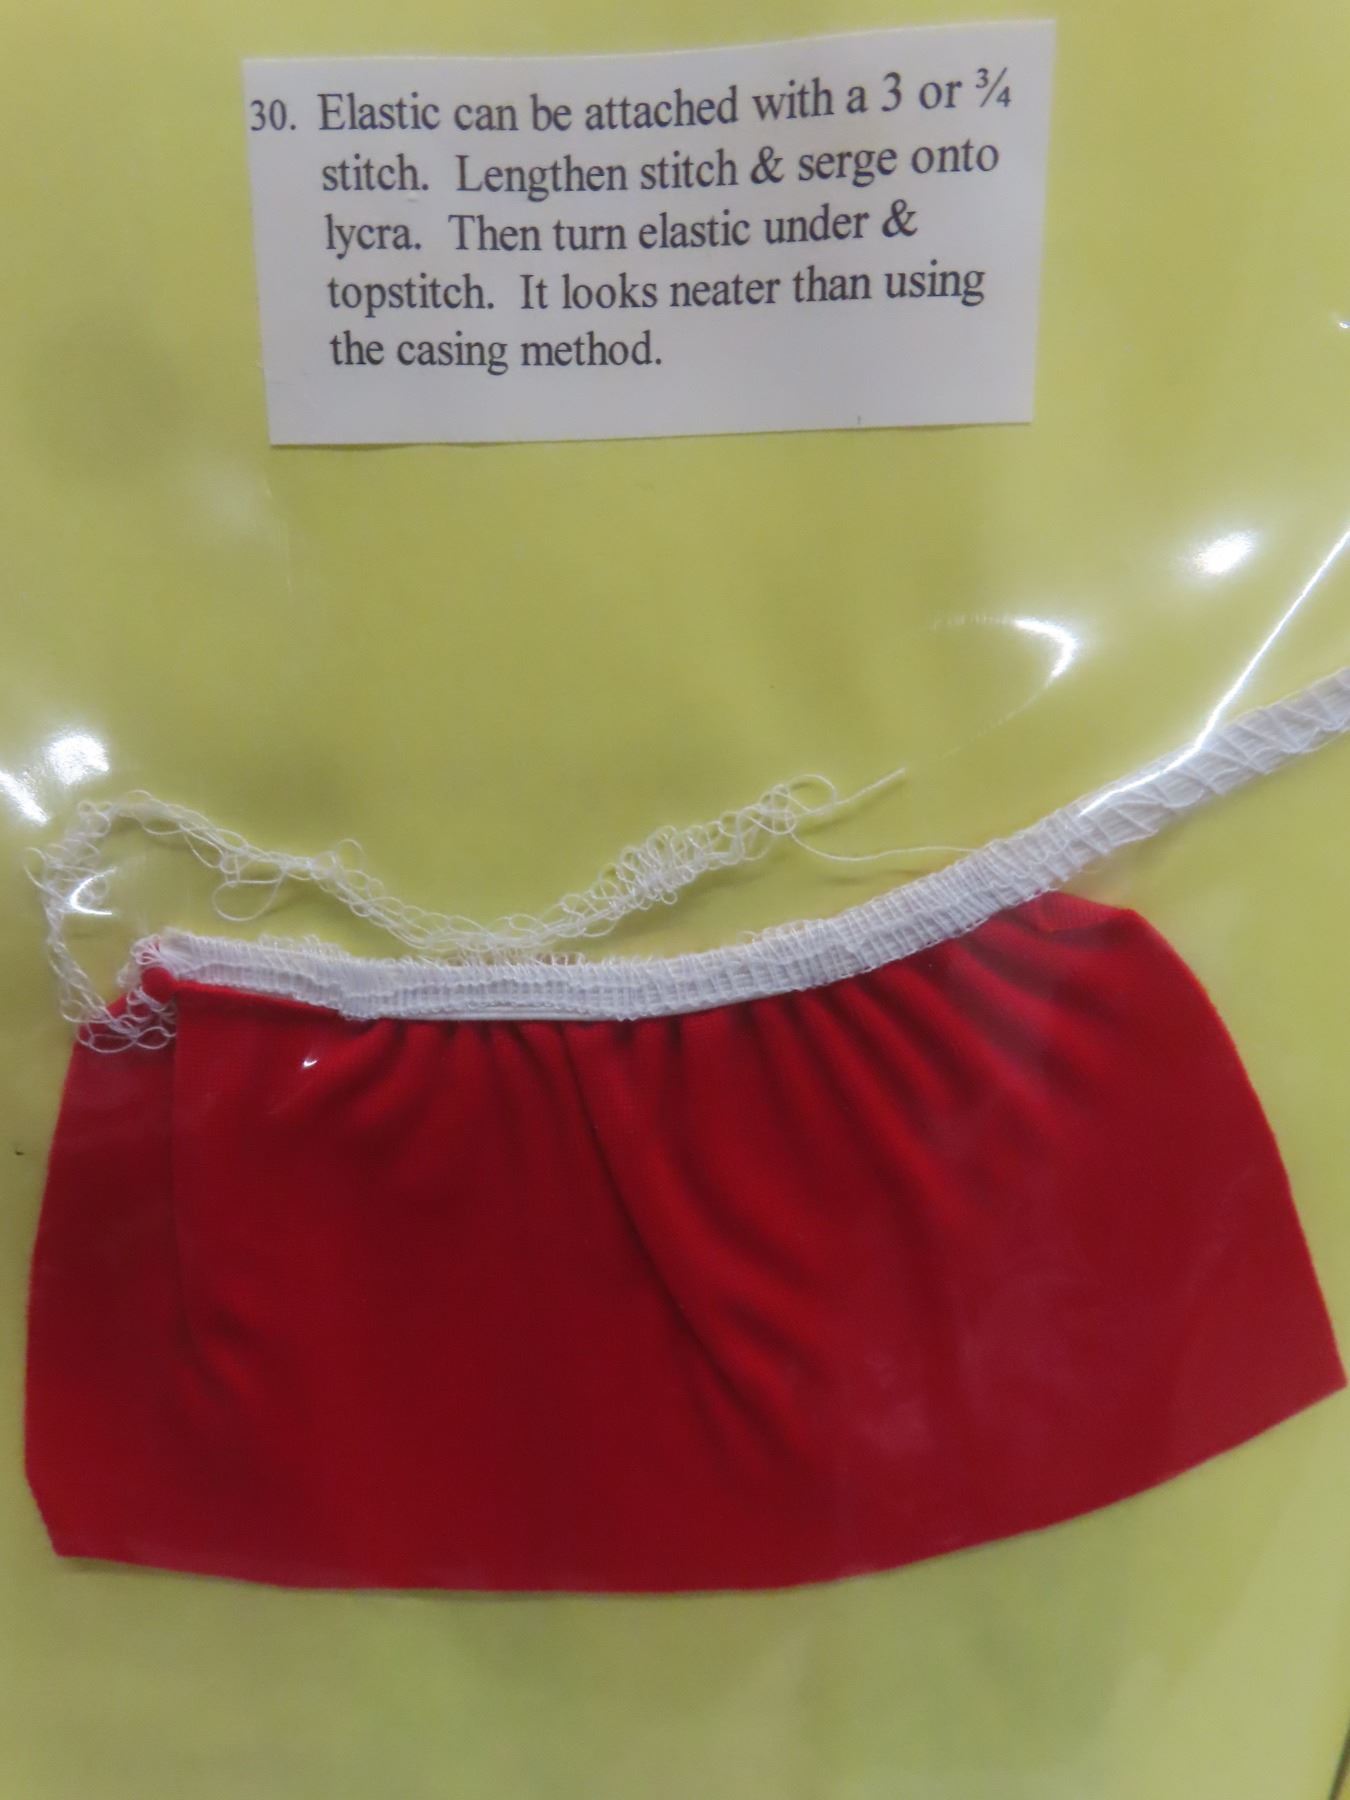 30. Elastic can be attached with a 3 or ¾
stitch. Lengthen stitch & serge onto
lycra. Then turn elastic under &
topstitch. It looks neater than using
the casing method.